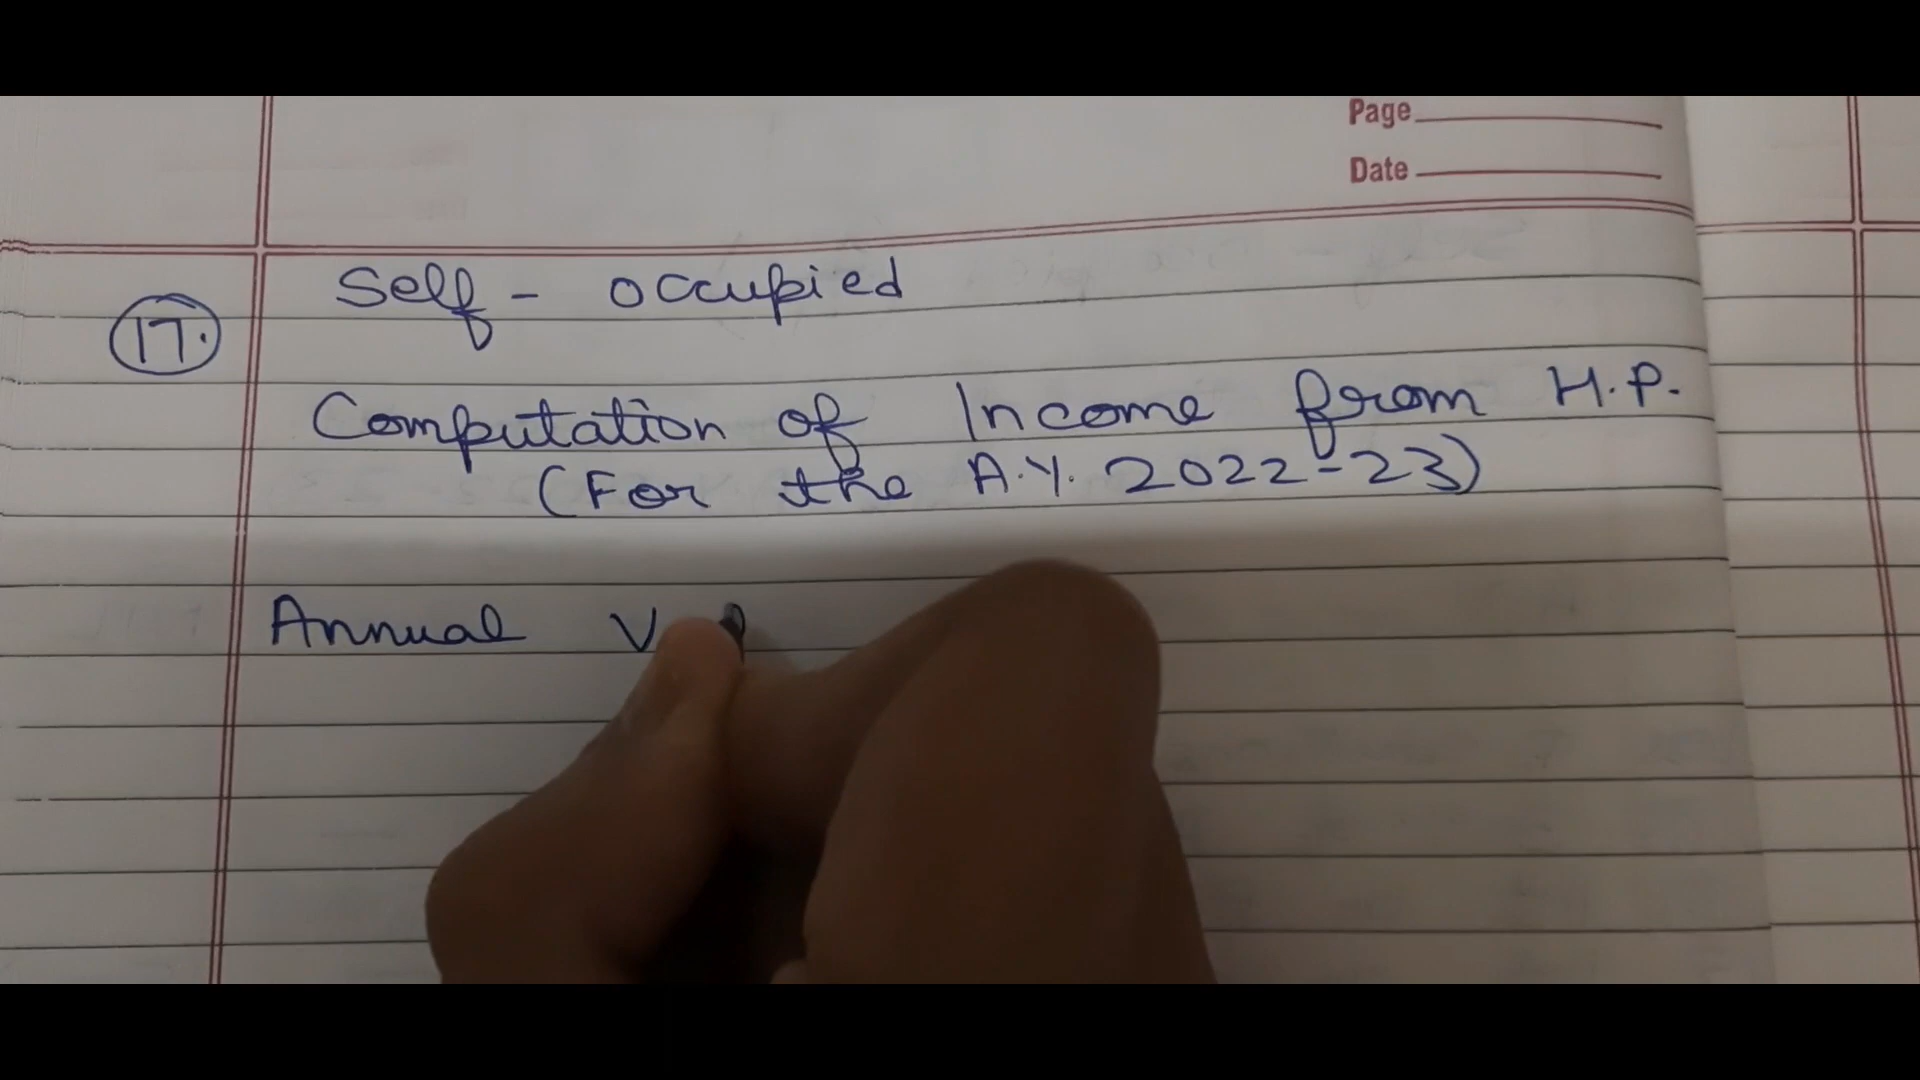 Page
Date
Self - occupied
17.
Computation of Income from H.P.
(For the A.Y. 2022-23)
Annual